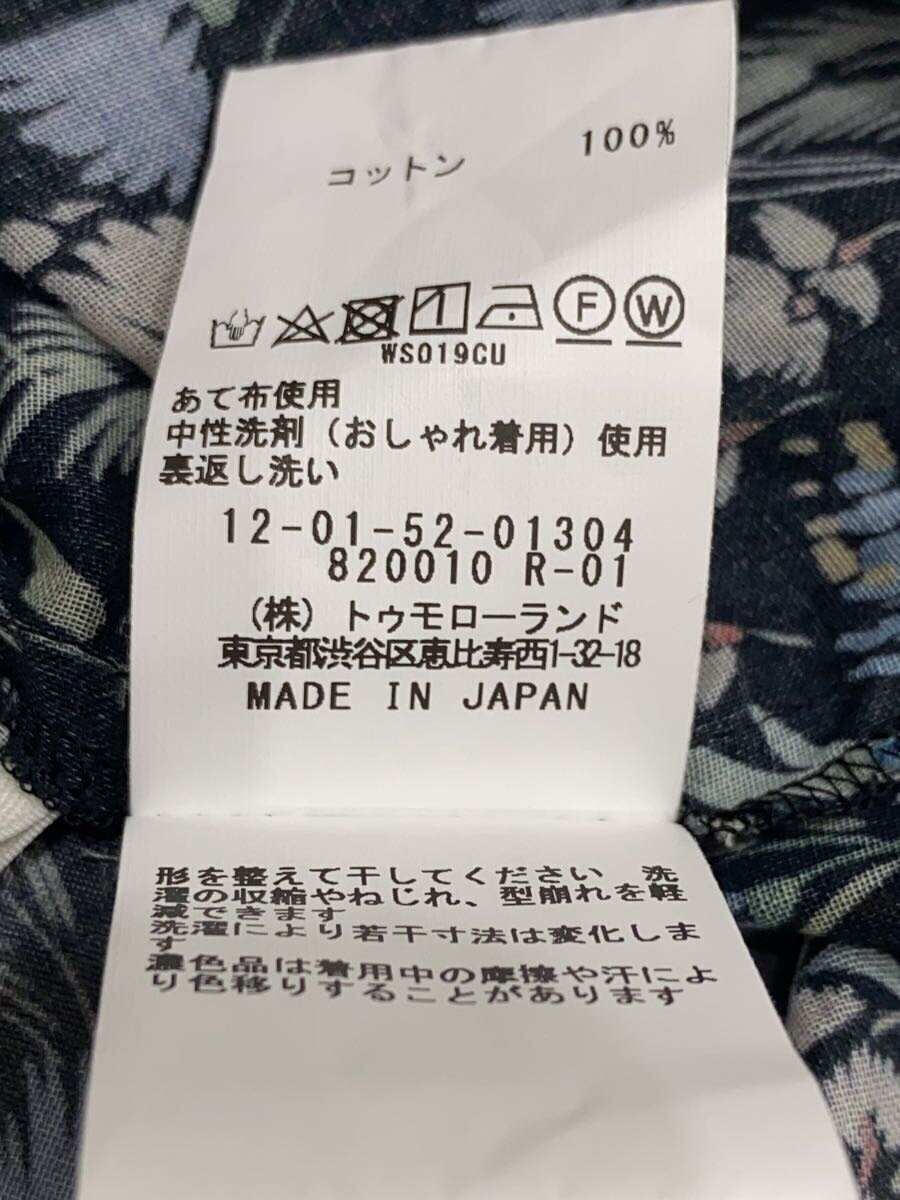 コットン 100%
F W
WS019CU
あて布使用
中性洗剤(おしゃれ着用)使用
裏返し洗い
12-01-52-01304
820010 R-01
(株)トゥモローランド
東京都渋谷区恵比寿西1-32-18
MADE IN JAPAN
形を整えて干してください 洗
濯の収縮やねじれ、型崩れを軽
減できます
洗濯により若干寸法は変化しま
す
濃色品は着用中の摩擦や汗によ
り色移りすることがあります